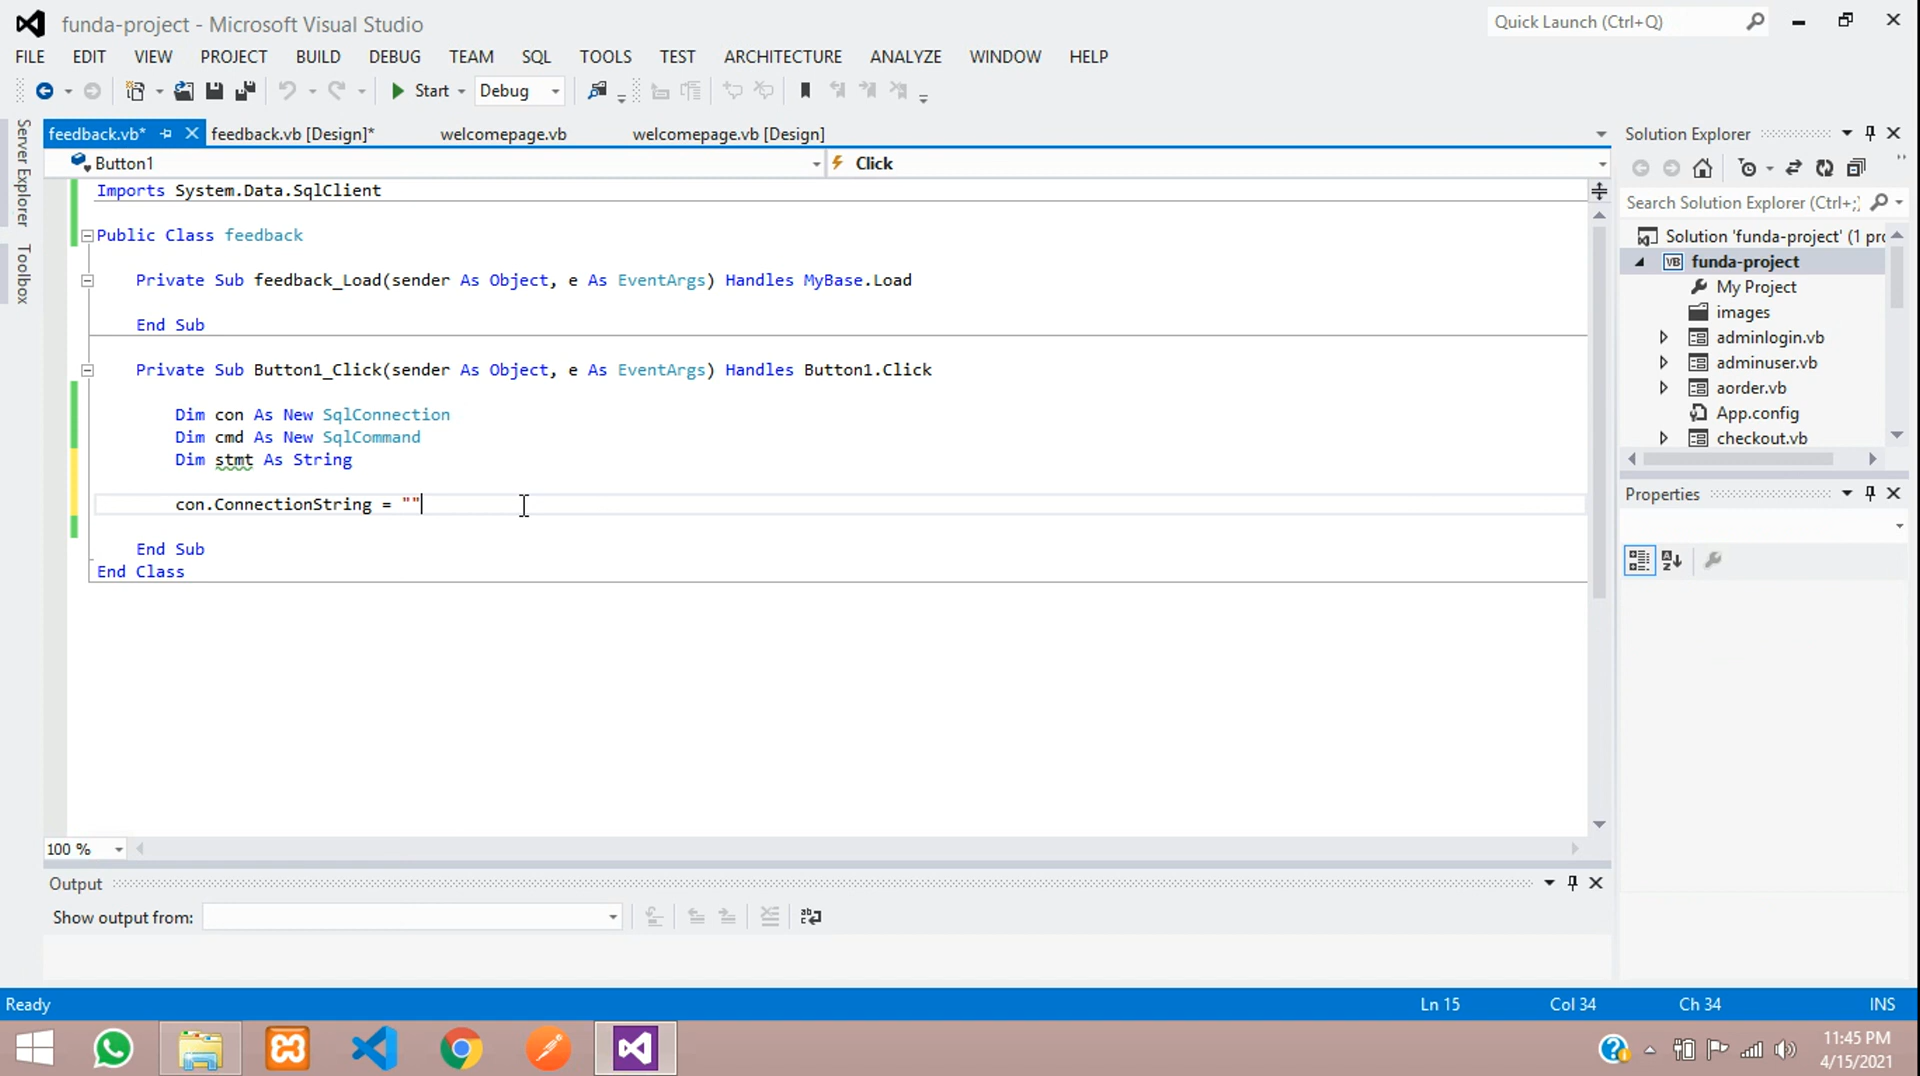 funda-project - Microsoft Visual Studio
Quick Launch (Ctrl+Q)
FILE EDIT VIEW PROJECT BUILD DEBUG TEAM SQL TOOLS TEST ARCHITECTURE ANALYZE WINDOW HELP
Start Debug
Server Explorer
Toolbox
feedback.vb* feedback.vb [Design]* welcomepage.vb welcomepage.vb [Design]
Button1 Click
Imports System.Data.SqlClient
Public Class feedback
Private Sub feedback_Load(sender As Object, e As EventArgs) Handles MyBase.Load
End Sub
Private Sub Button1_Click(sender As Object, e As EventArgs) Handles Button1.Click
Dim con As New SqlConnection
Dim cmd As New SqlCommand
Dim stmt As String
con.ConnectionString = ""
End Sub
End Class
100 %
Output
Show output from:
Solution Explorer
Search Solution Explorer (Ctrl+;)
Solution 'funda-project' (1 pro
VB funda-project
My Project
images
adminlogin.vb
adminuser.vb
aorder.vb
App.config
checkout.vb
Properties
Ready
Ln 15 Col 34 Ch 34 INS
11:45 PM
4/15/2021